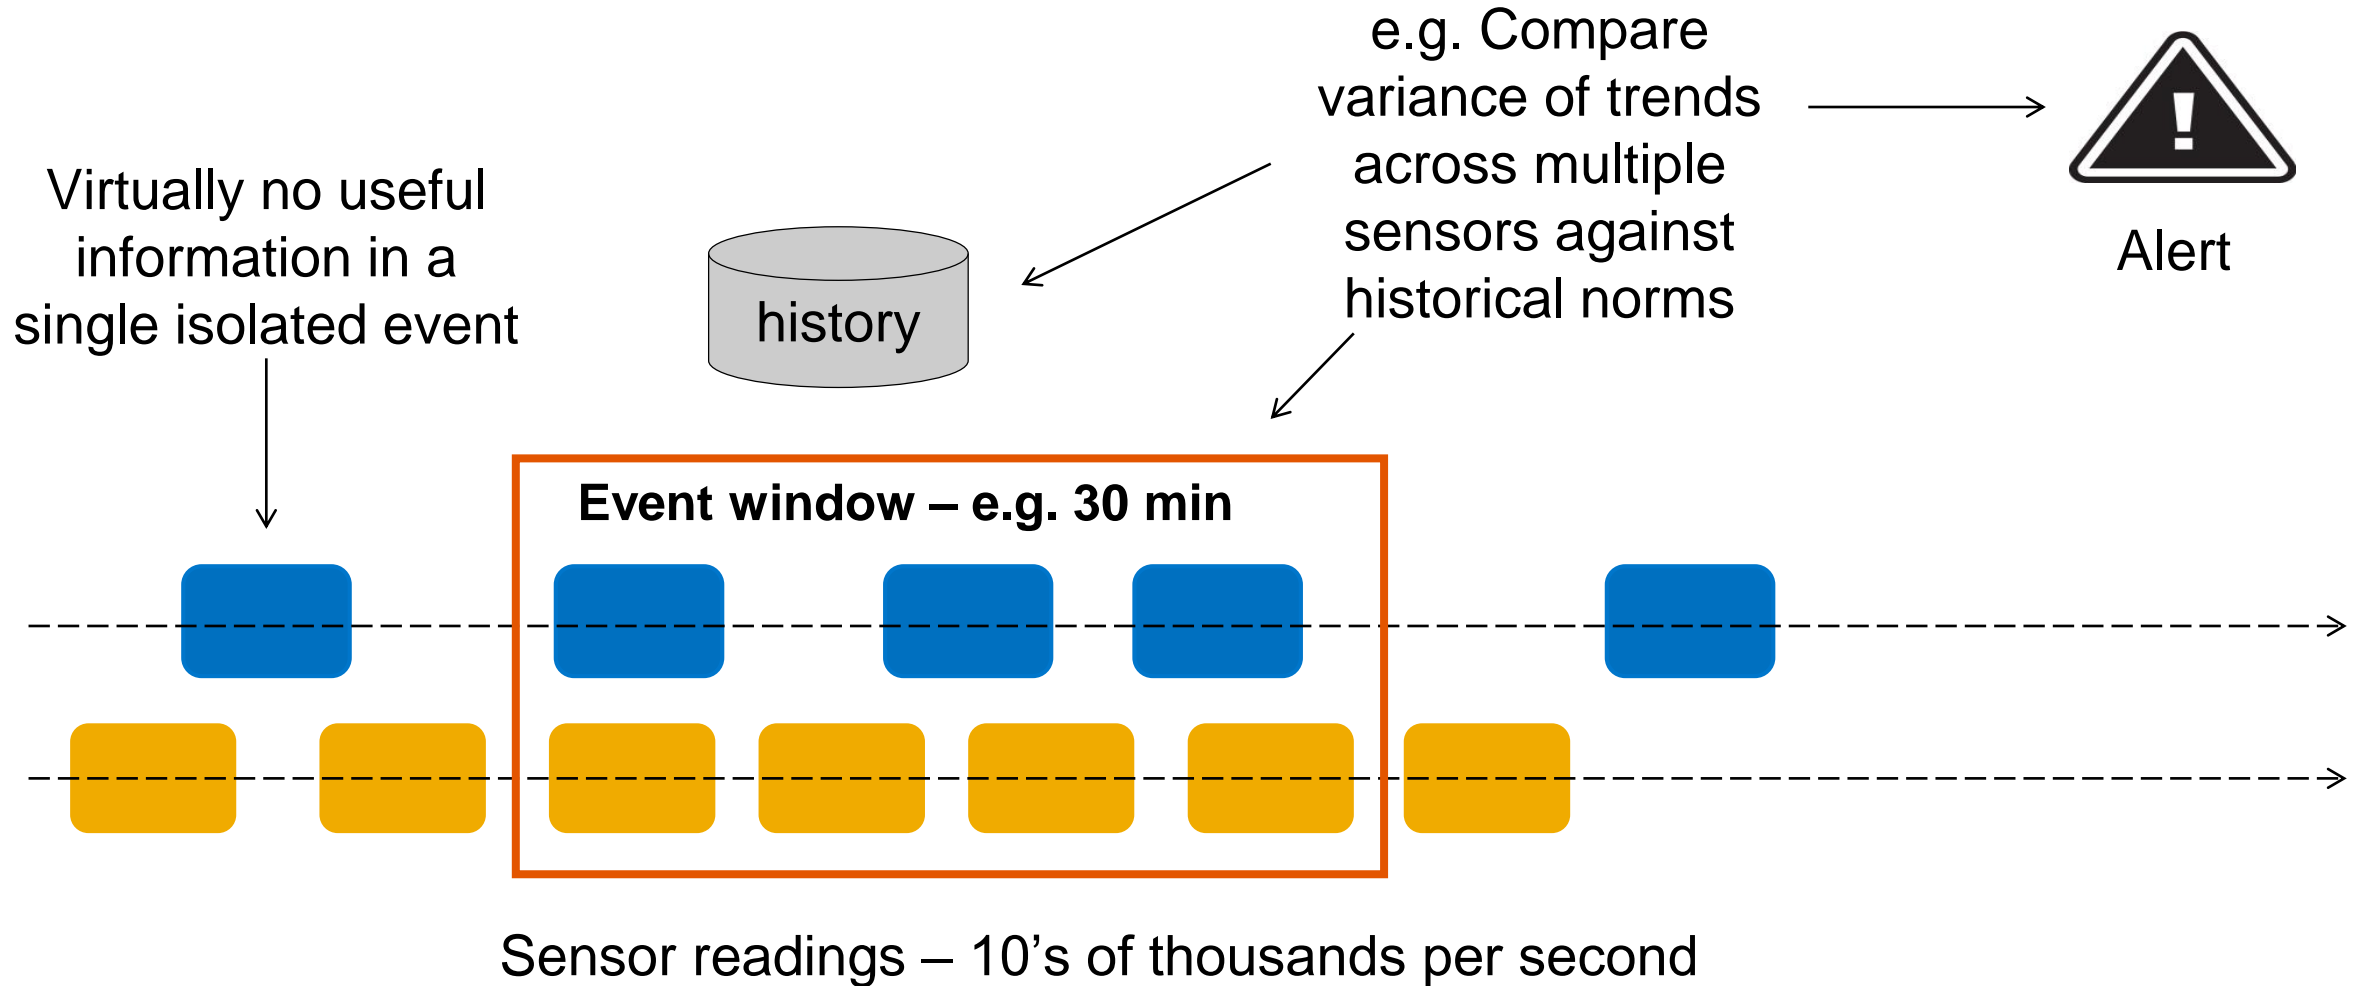 Virtually no useful
information in a
single isolated event
history
e.g. Compare
variance of trends
across multiple
sensors against
historical norms
!
Alert
Event window – e.g. 30 min
Sensor readings – 10’s of thousands per second